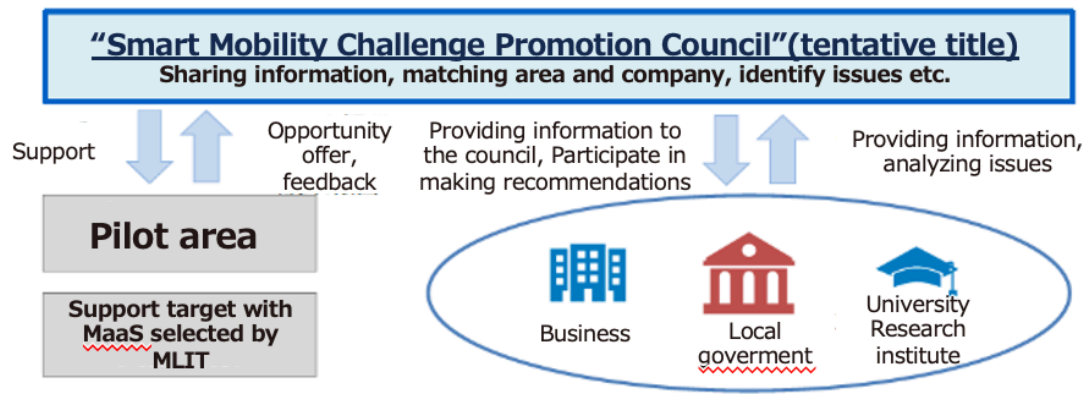 “Smart Mobility Challenge Promotion Council”(tentative title)
Sharing information, matching area and company, identify issues etc.
Support
Opportunity
offer,
feedback
Providing information to
the council, Participate in
making recommendations
Providing information,
analyzing issues
Pilot area
Support target with
MaaS selected by
MLIT
Business
Local
goverment
University
Research
institute